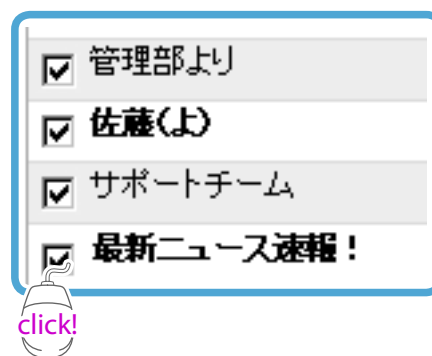 管理部より
佐藤(よ)
サポートチーム
最新ニュース速報！
click!